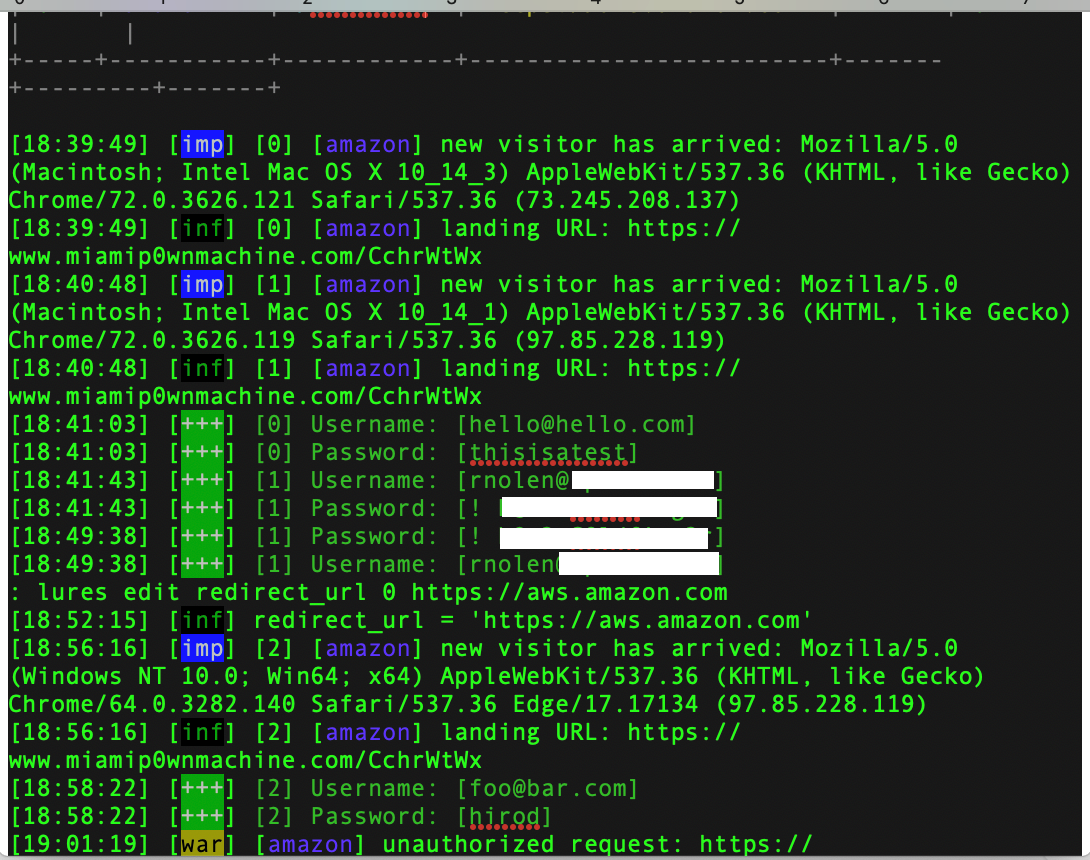 +-----+-----------+------------+-------------------------+-------
+---------+-------+
[18:39:49] [imp] [0] [amazon] new visitor has arrived: Mozilla/5.0
(Macintosh; Intel Mac OS X 10_14_3) AppleWebKit/537.36 (KHTML, like Gecko)
Chrome/72.0.3626.121 Safari/537.36 (73.245.208.137)
[18:39:49] [inf] [0] [amazon] landing URL: https://
www.miamip0wnmachine.com/CchrWtWx
[18:40:48] [imp] [1] [amazon] new visitor has arrived: Mozilla/5.0
(Macintosh; Intel Mac OS X 10_14_1) AppleWebKit/537.36 (KHTML, like Gecko)
Chrome/72.0.3626.119 Safari/537.36 (97.85.228.119)
[18:40:48] [inf] [1] [amazon] landing URL: https://
www.miamip0wnmachine.com/CchrWtWx
[18:41:03] [+++] [0] Username: [hello@hello.com]
[18:41:03] [+++] [0] Password: [thisisatest]
[18:41:43] [+++] [1] Username: [rnolen@ ]
[18:41:43] [+++] [1] Password: [! ]
[18:49:38] [+++] [1] Password: [! ]
[18:49:38] [+++] [1] Username: [rnolen ]
: lures edit redirect_url 0 https://aws.amazon.com
[18:52:15] [inf] redirect_url = 'https://aws.amazon.com'
[18:56:16] [imp] [2] [amazon] new visitor has arrived: Mozilla/5.0
(Windows NT 10.0; Win64; x64) AppleWebKit/537.36 (KHTML, like Gecko)
Chrome/64.0.3282.140 Safari/537.36 Edge/17.17134 (97.85.228.119)
[18:56:16] [inf] [2] [amazon] landing URL: https://
www.miamip0wnmachine.com/CchrWtWx
[18:58:22] [+++] [2] Username: [foo@bar.com]
[18:58:22] [+++] [2] Password: [hirod]
[19:01:19] [war] [amazon] unauthorized request: https://